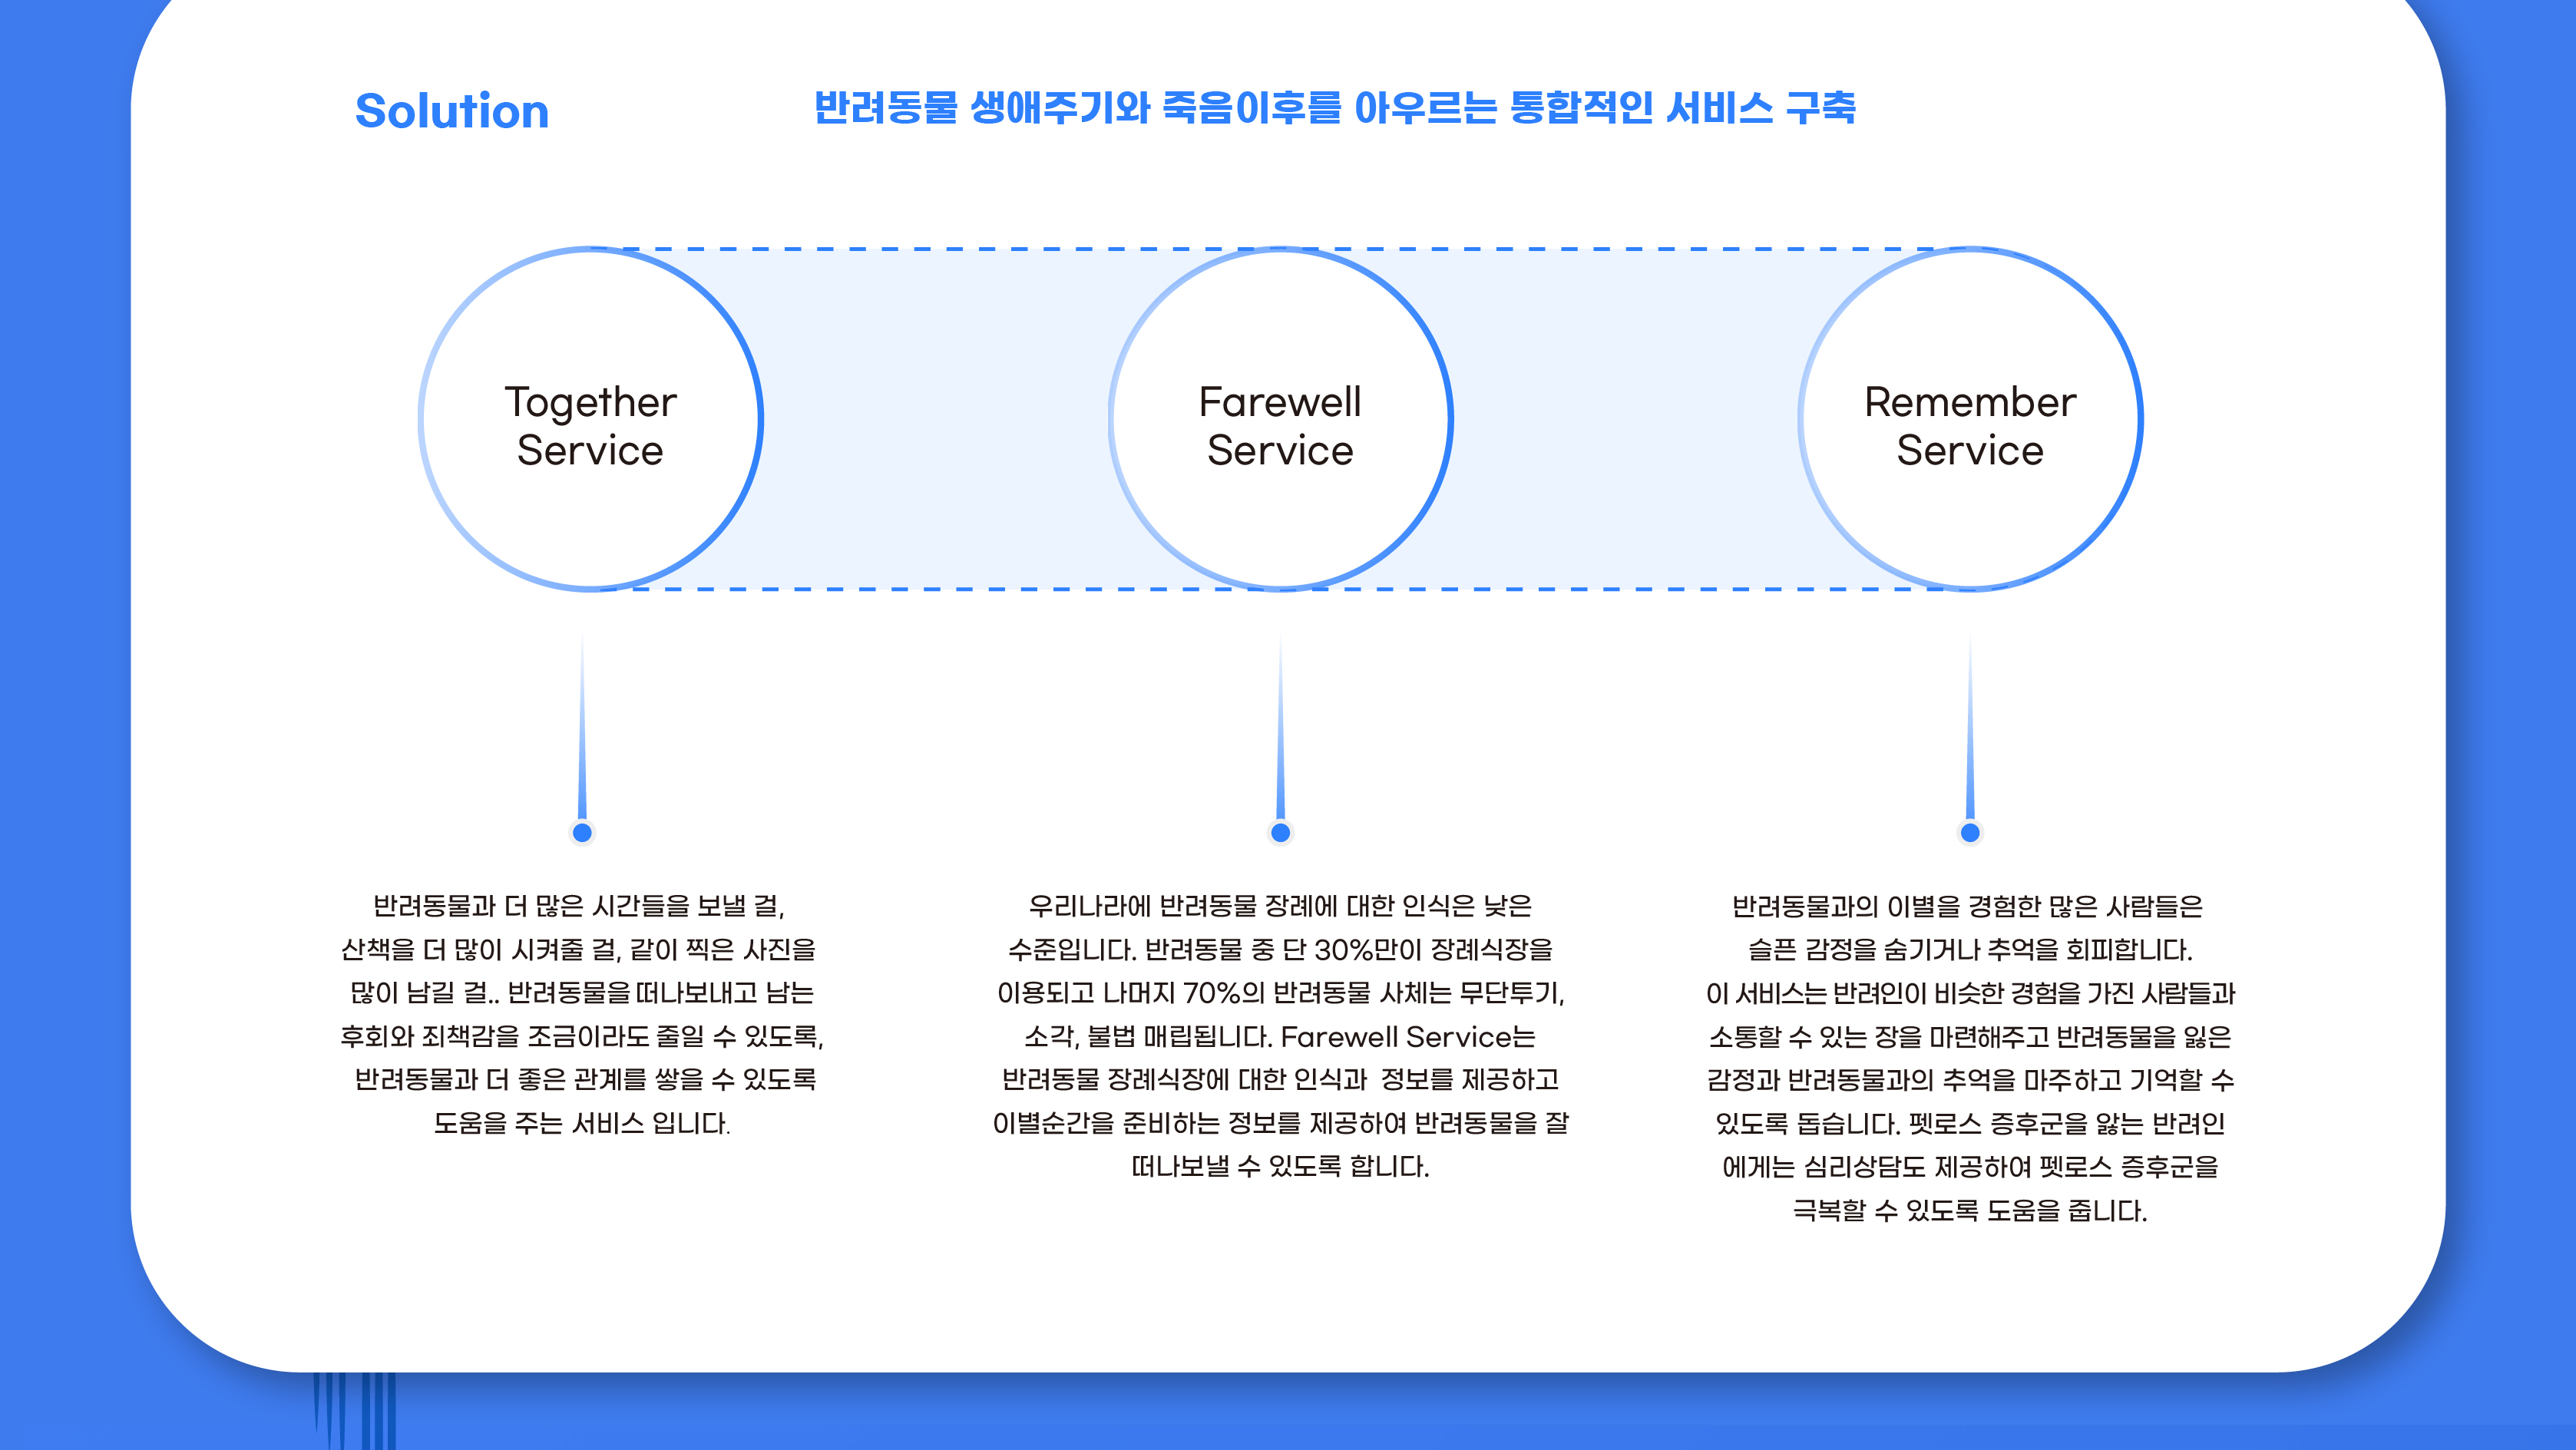 Solution
반려동물 생애주기와 죽음이후를 아우르는 통합적인 서비스 구축
Together
Service
Farewell
Service
Remember
Service
반려동물과 더 많은 시간들을 보낼 걸,
산책을 더 많이 시켜줄 걸, 같이 찍은 사진을
많이 남길 걸.. 반려동물을 떠나보내고 남는
후회와 죄책감을 조금이라도 줄일 수 있도록,
반려동물과 더 좋은 관계를 쌓을 수 있도록
도움을 주는 서비스 입니다.
우리나라에 반려동물 장례에 대한 인식은 낮은
수준입니다. 반려동물 중 단 30%만이 장례식장을
이용되고 나머지 70%의 반려동물 사체는 무단투기,
소각, 불법 매립됩니다. Farewell Service는
반려동물 장례식장에 대한 인식과  정보를 제공하고
이별순간을 준비하는 정보를 제공하여 반려동물을 잘
떠나보낼 수 있도록 합니다.
반려동물과의 이별을 경험한 많은 사람들은
슬픈 감정을 숨기거나 추억을 회피합니다.
이 서비스는 반려인이 비슷한 경험을 가진 사람들과
소통할 수 있는 장을 마련해주고 반려동물을 잃은
감정과 반려동물과의 추억을 마주하고 기억할 수
있도록 돕습니다. 펫로스 증후군을 앓는 반려인
에게는 심리상담도 제공하여 펫로스 증후군을
극복할 수 있도록 도움을 줍니다.